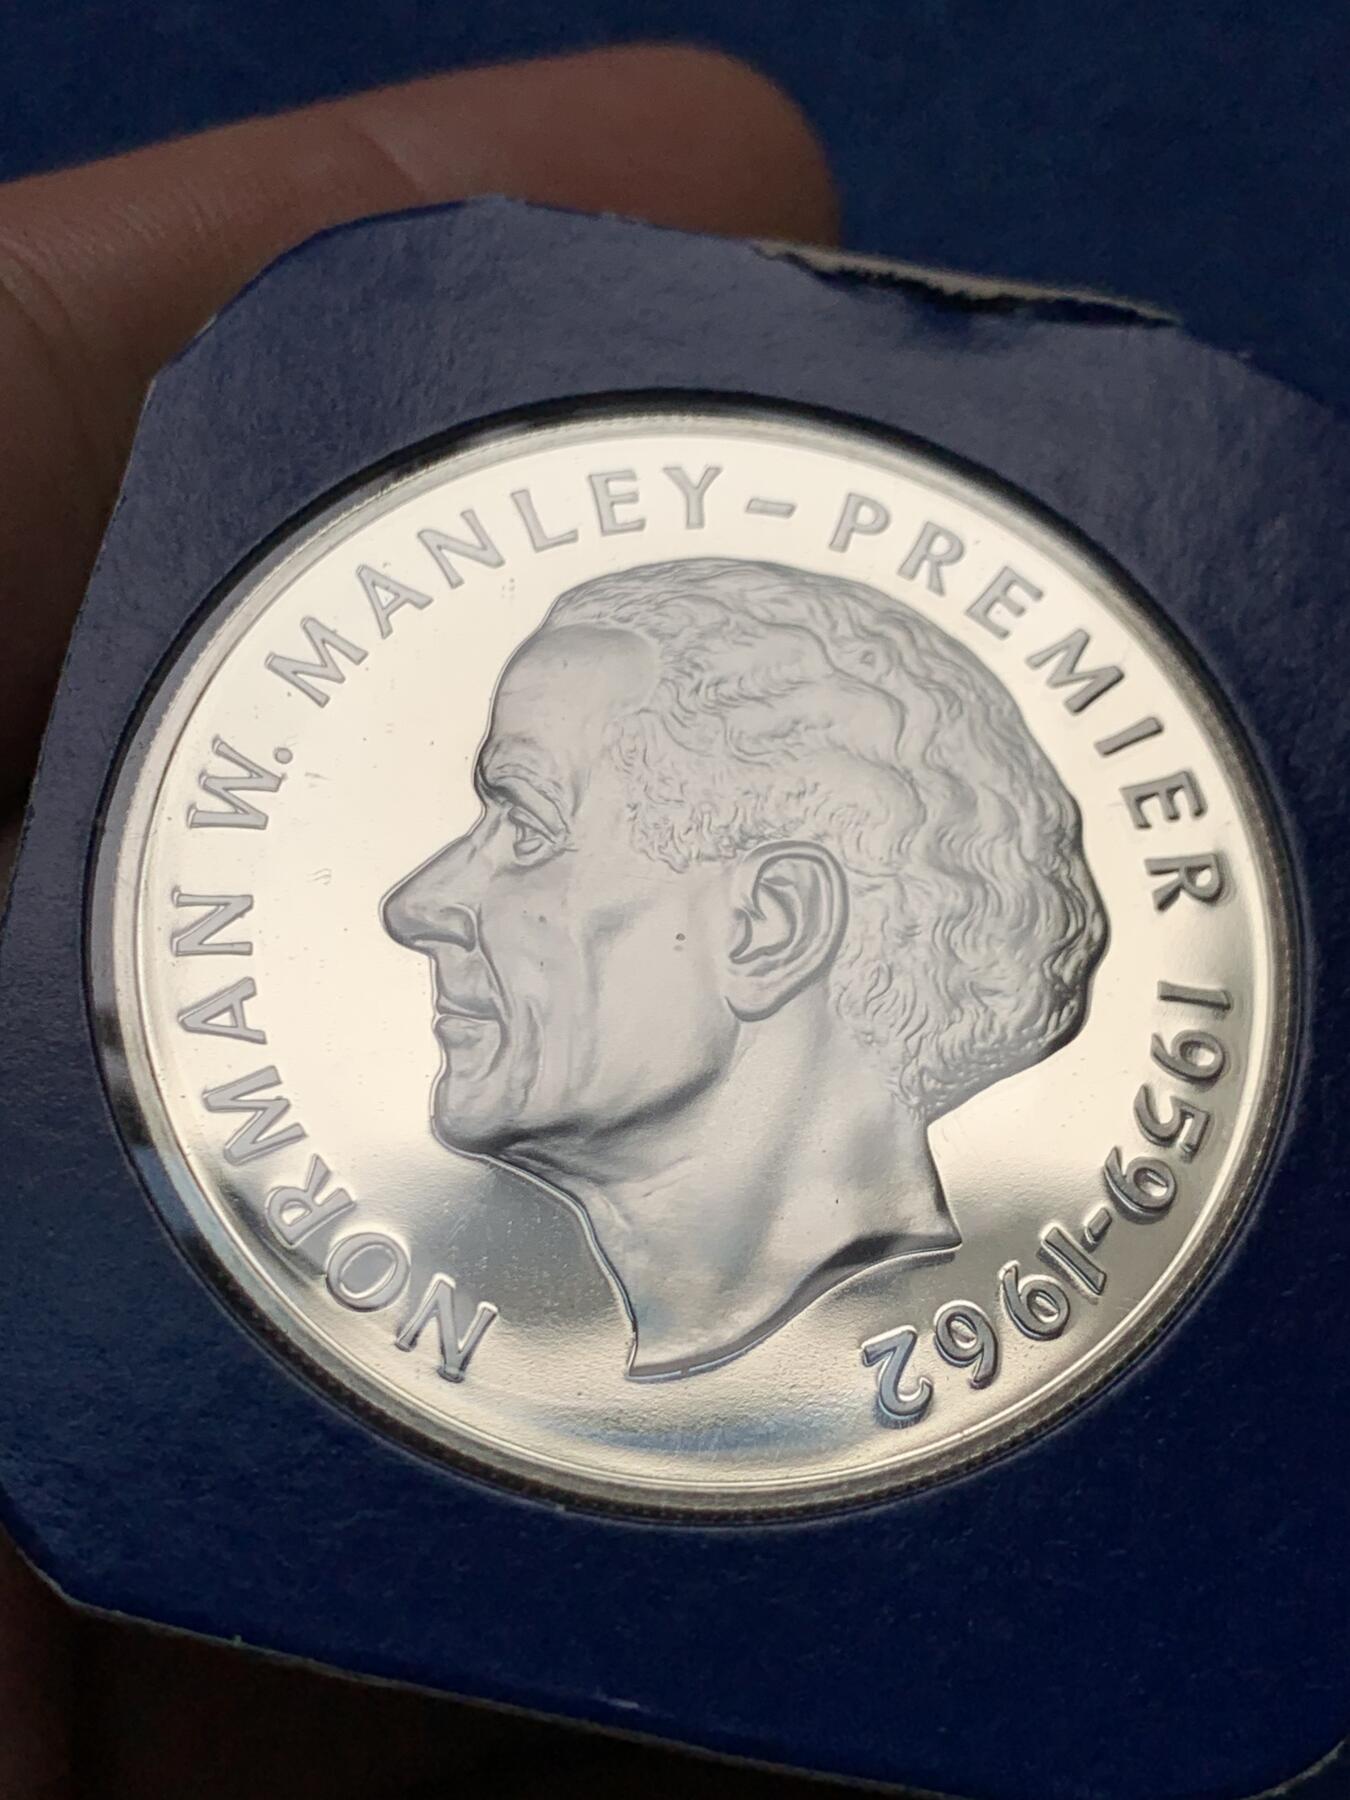 NORMAN W. MANLEY – PREMIER 1959-1962